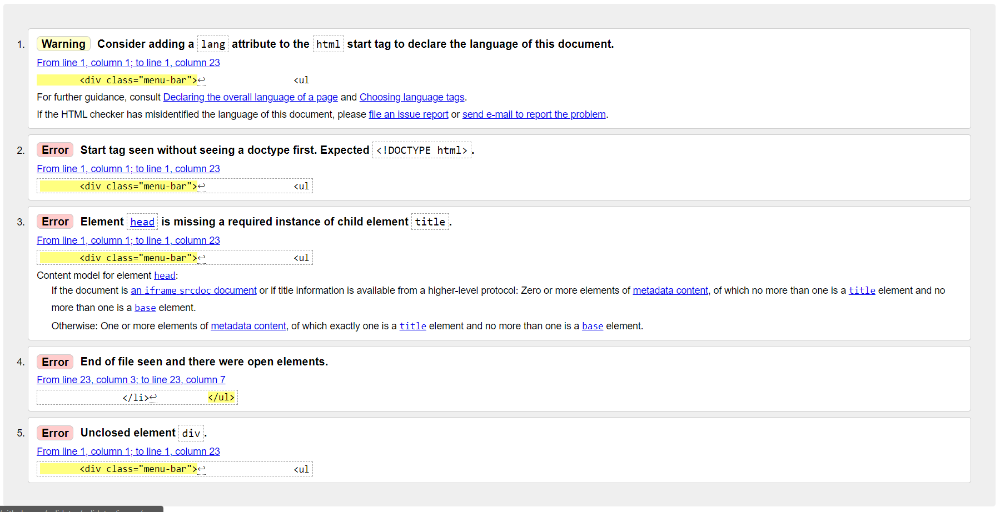 1. Warning Consider adding a lang attribute to the html start tag to declare the language of this document.
From line 1, column 1; to line 1, column 23
<div class="menu-bar">↩ <ul
For further guidance, consult Declaring the overall language of a page and Choosing language tags.
If the HTML checker has misidentified the language of this document, please file an issue report or send e-mail to report the problem.
2. Error Start tag seen without seeing a doctype first. Expected <!DOCTYPE html>.
From line 1, column 1; to line 1, column 23
<div class="menu-bar">↩ <ul
3. Error Element head is missing a required instance of child element title.
From line 1, column 1; to line 1, column 23
<div class="menu-bar">↩ <ul
Content model for element head:
If the document is an iframe srcdoc document or if title information is available from a higher-level protocol: Zero or more elements of metadata content, of which no more than one is a title element and no
more than one is a base element.
Otherwise: One or more elements of metadata content, of which exactly one is a title element and no more than one is a base element.
4. Error End of file seen and there were open elements.
From line 23, column 3; to line 23, column 7
</li>↩ </ul>
5. Error Unclosed element div.
From line 1, column 1; to line 1, column 23
<div class="menu-bar">↩ <ul